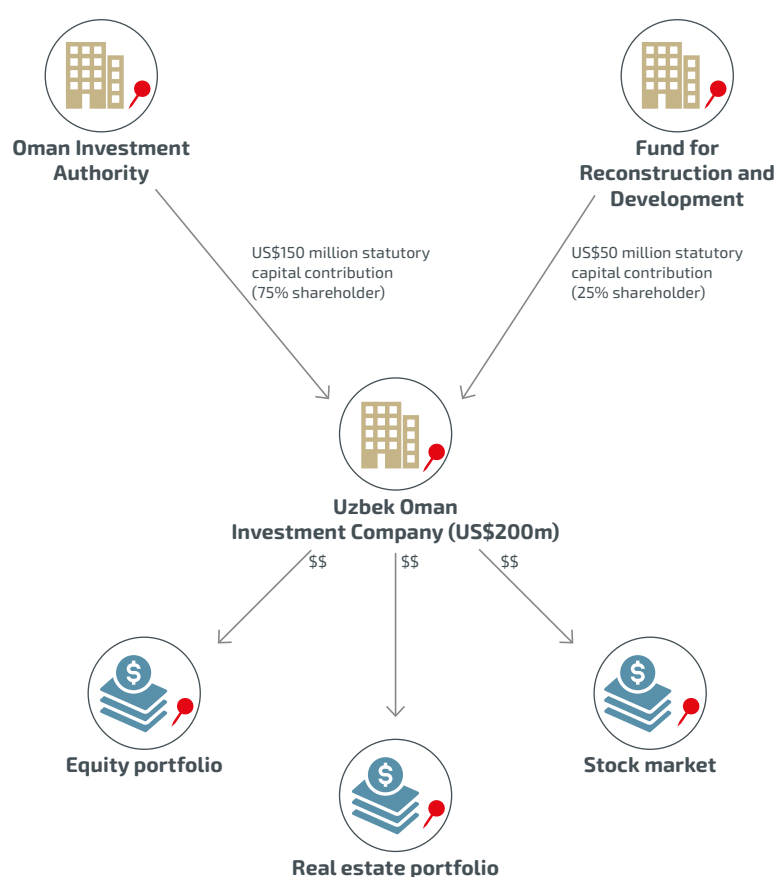 Oman Investment
Authority
Fund for
Reconstruction and
Development
US$150 million statutory
capital contribution
(75% shareholder)
US$50 million statutory
capital contribution
(25% shareholder)
Uzbek Oman
Investment Company (US$200m)
$$
$$
$$
$
Equity portfolio
$
Stock market
$
Real estate portfolio